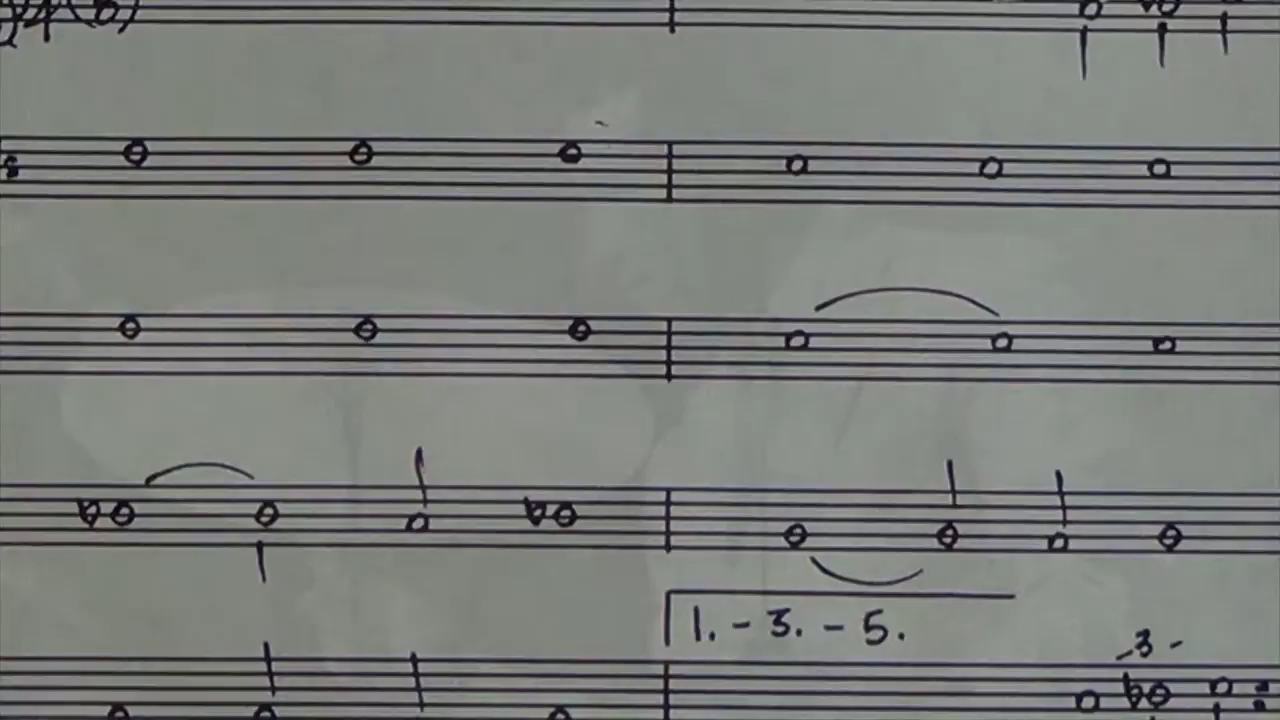 1. - 3. - 5.
-3-